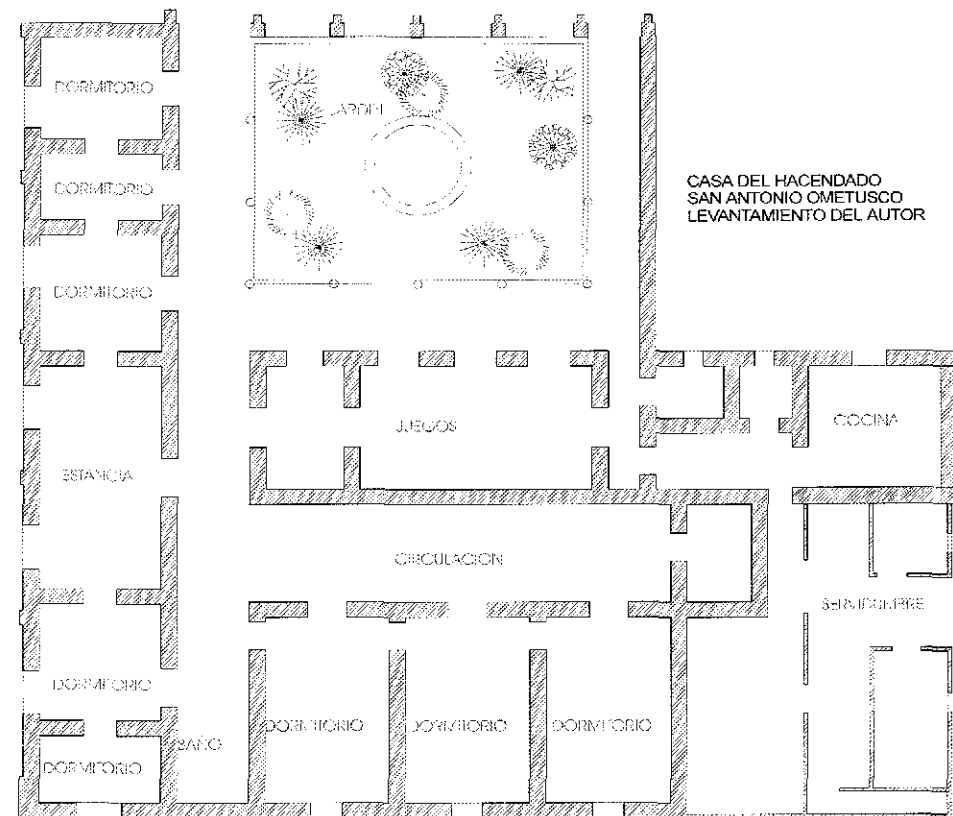 DORMITORIO
JARDIN
DORMITORIO
CASA DEL HACENDADO
SAN ANTONIO OMETUSCO
LEVANTAMIENTO DEL AUTOR
DORMITORIO
JUEGOS
COCINA
ESTANCIA
CIRCULACION
SERVIDUMBRE
DORMITORIO
DORMITORIO
DORMITORIO
DORMITORIO
BAÑO
DORMITORIO